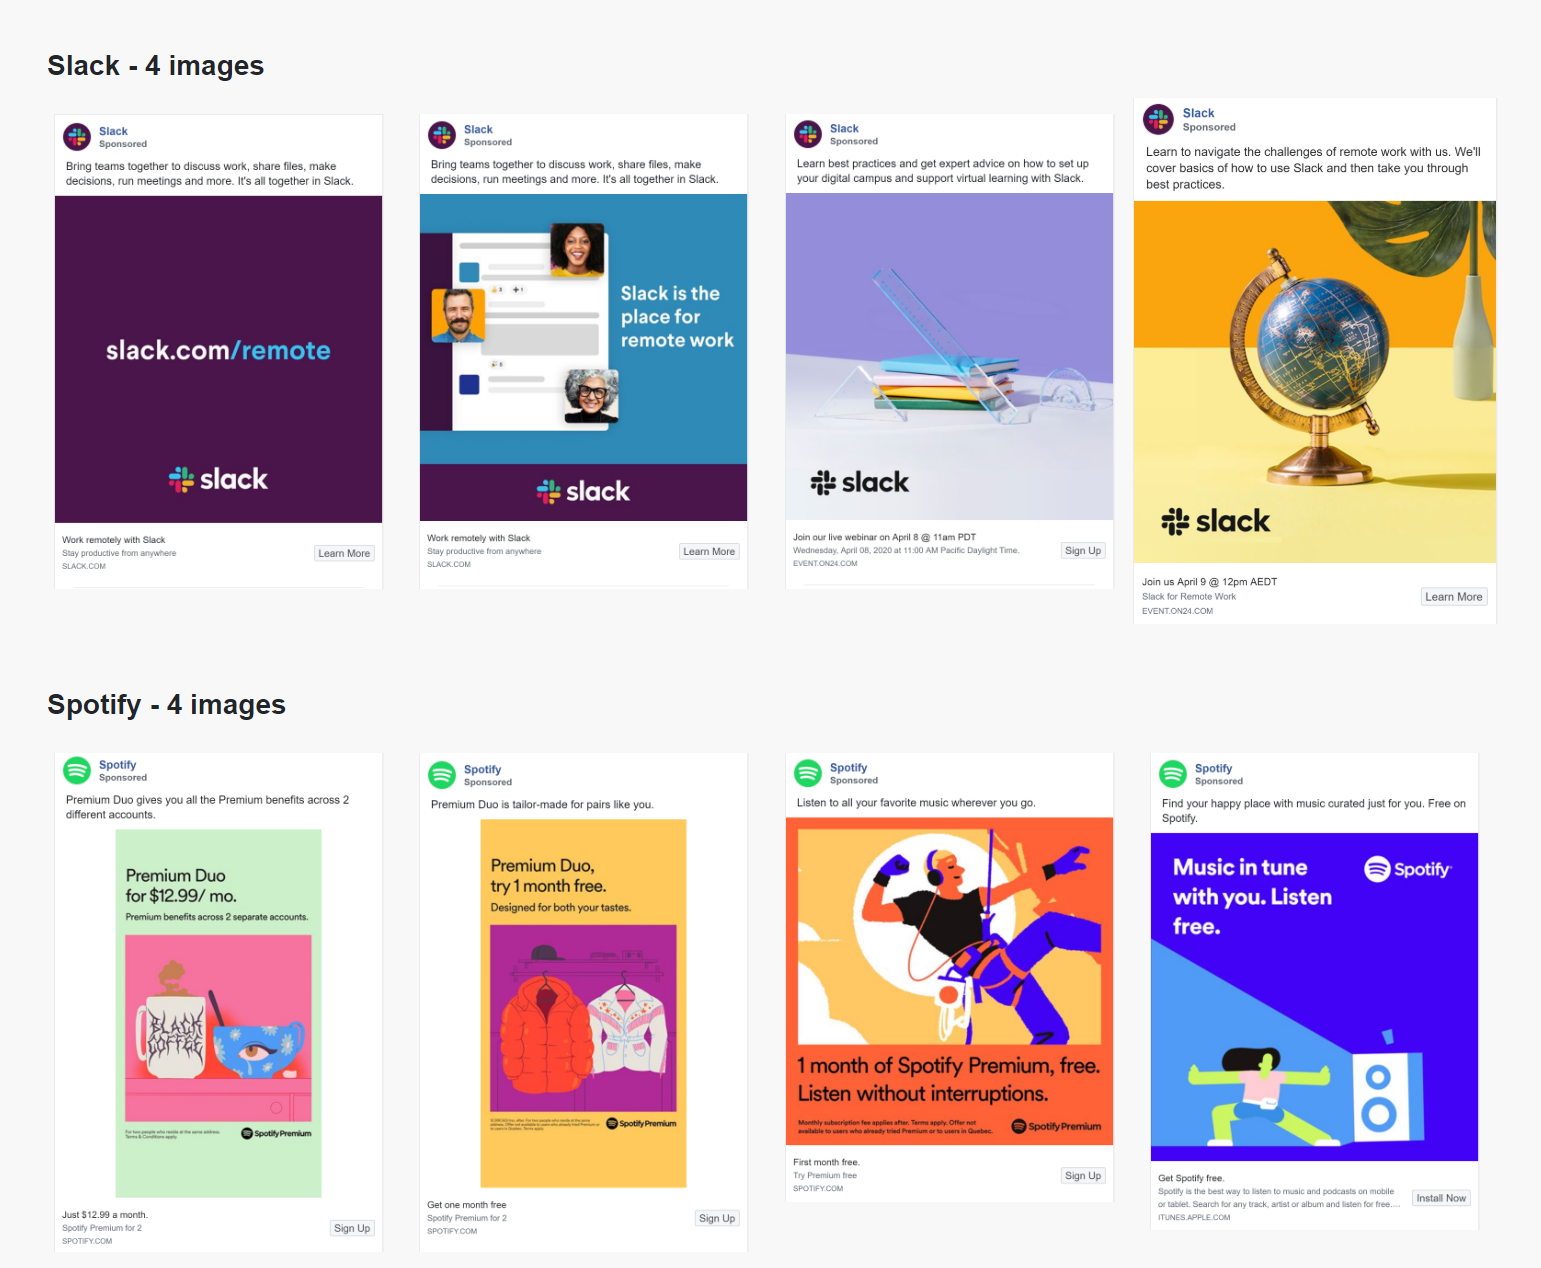 Slack - 4 images
Slack
Sponsored
Bring teams together to discuss work, share files, make
decisions, run meetings and more. It's all together in Slack.
slack.com/remote
slack
Work remotely with Slack
Stay productive from anywhere
SLACK.COM
Learn More
Slack
Sponsored
Bring teams together to discuss work, share files, make
decisions, run meetings and more. It's all together in Slack.
Slack is the
place for
remote work
slack
Work remotely with Slack
Stay productive from anywhere
SLACK.COM
Learn More
Slack
Sponsored
Learn best practices and get expert advice on how to set up
your digital campus and support virtual learning with Slack.
slack
Join our live webinar on April 8 @ 11am PDT
Wednesday, April 08, 2020 at 11:00 AM Pacific Daylight Time.
EVENT.ON24.COM
Sign Up
Slack
Sponsored
Learn to navigate the challenges of remote work with us. We'll
cover basics of how to use Slack and then take you through
best practices.
slack
Join us April 9 @ 12pm AEDT
Slack for Remote Work
EVENT.ON24.COM
Learn More
Spotify - 4 images
Spotify
Sponsored
Premium Duo gives you all the Premium benefits across 2
different accounts.
Premium Duo
for $12.99/ mo.
Premium benefits across 2 separate accounts.
BLACK
COFFEE
For two people who reside at the same address.
Terms & Conditions apply.
Spotify Premium
Just $12.99 a month.
Spotify Premium for 2
SPOTIFY.COM
Sign Up
Spotify
Sponsored
Premium Duo is tailor-made for pairs like you.
Premium Duo,
try 1 month free.
Designed for both your tastes.
Spotify Premium
Get one month free
Spotify Premium for 2
SPOTIFY.COM
Sign Up
Spotify
Sponsored
Listen to all your favorite music wherever you go.
1 month of Spotify Premium, free.
Listen without interruptions.
Monthly subscription fee applies after. Terms apply. Offer not
available to users who already tried Premium or to users in Quebec.
Spotify Premium
First month free.
Try Premium free
SPOTIFY.COM
Sign Up
Spotify
Sponsored
Find your happy place with music curated just for you. Free on
Spotify.
Music in tune
with you. Listen
free.
Spotify
Get Spotify free.
Spotify is the best way to listen to music and podcasts on mobile
or tablet. Search for any track, artist or album and listen for free....
ITUNES.APPLE.COM
Install Now